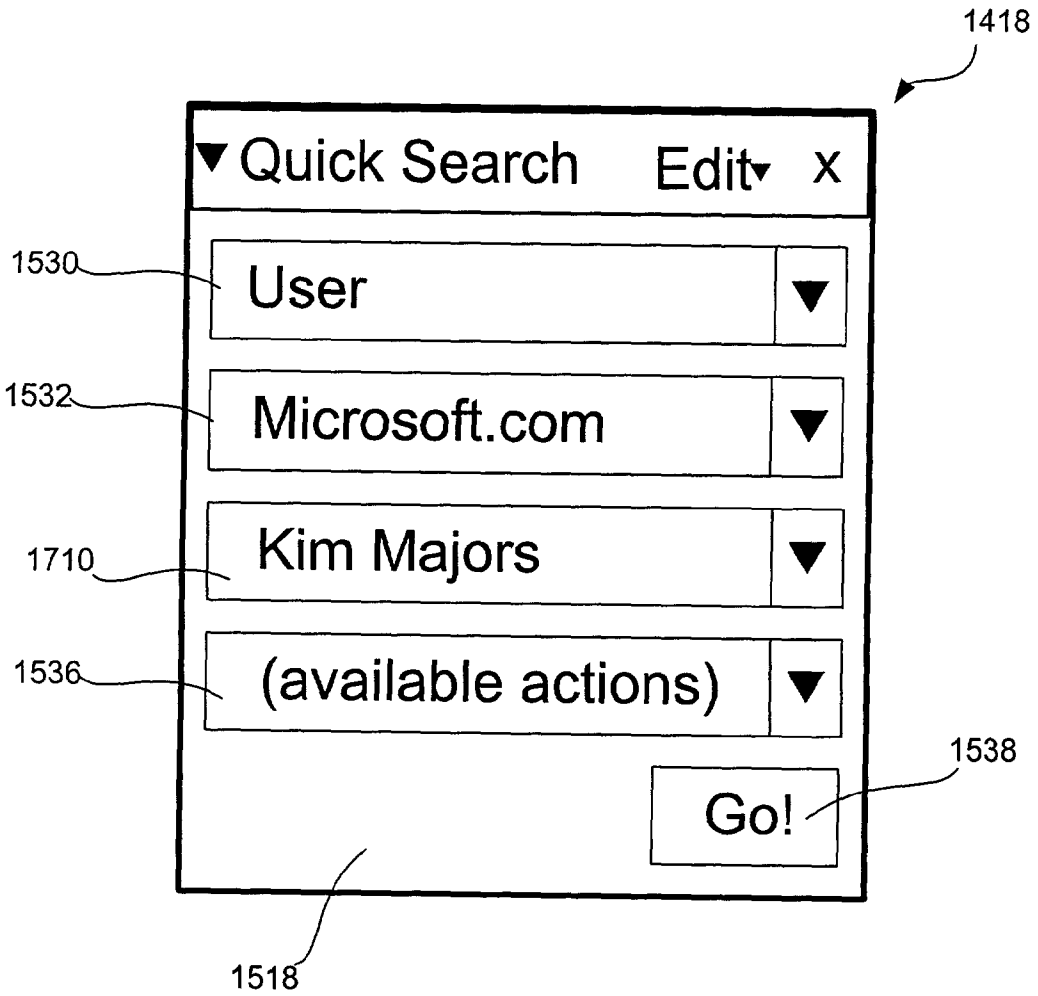 1418
Quick Search Edit x
1530
User
1532
Microsoft.com
1710
Kim Majors
1536
(available actions)
1538
Go!
1518